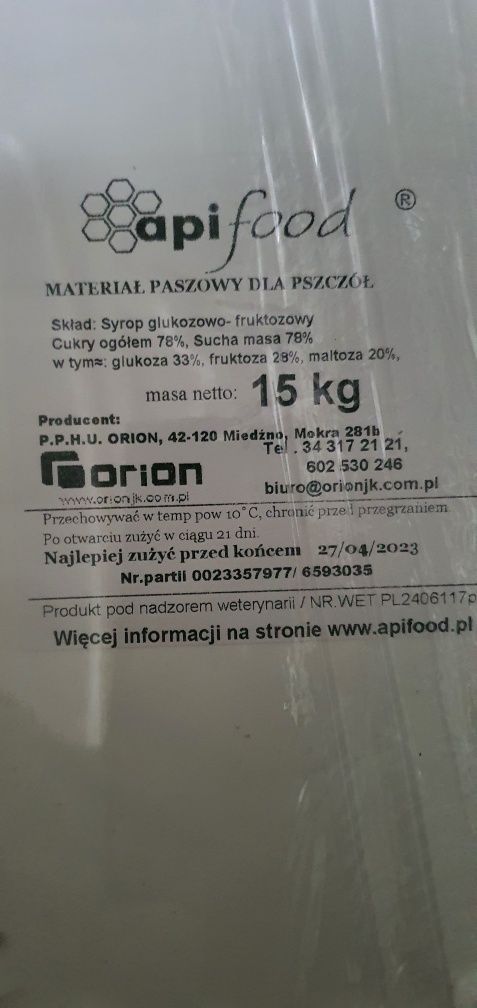 apifood ®
MATERIAŁ PASZOWY DLA PSZCZÓŁ
Skład: Syrop glukozowo- fruktozowy
Cukry ogółem 78%, Sucha masa 78%
w tym≈: glukoza 33%, fruktoza 28%, maltoza 20%,
masa netto: 15 kg
Producent:
P.P.H.U. ORION, 42-120 Miedźno, Mokra 281b
Tel. 34 317 21 21,
orion
602 530 246
www.orionjk.com.pl
biuro@orionjk.com.pl
Przechowywać w temp pow 10°C, chronić przed przegrzaniem
Po otwarciu zużyć w ciągu 21 dni.
Najlepiej zużyć przed końcem 27/04/2023
Nr.partii 0023357977/ 6593035
Produkt pod nadzorem weterynarii / NR.WET PL2406117p
Więcej informacji na stronie www.apifood.pl